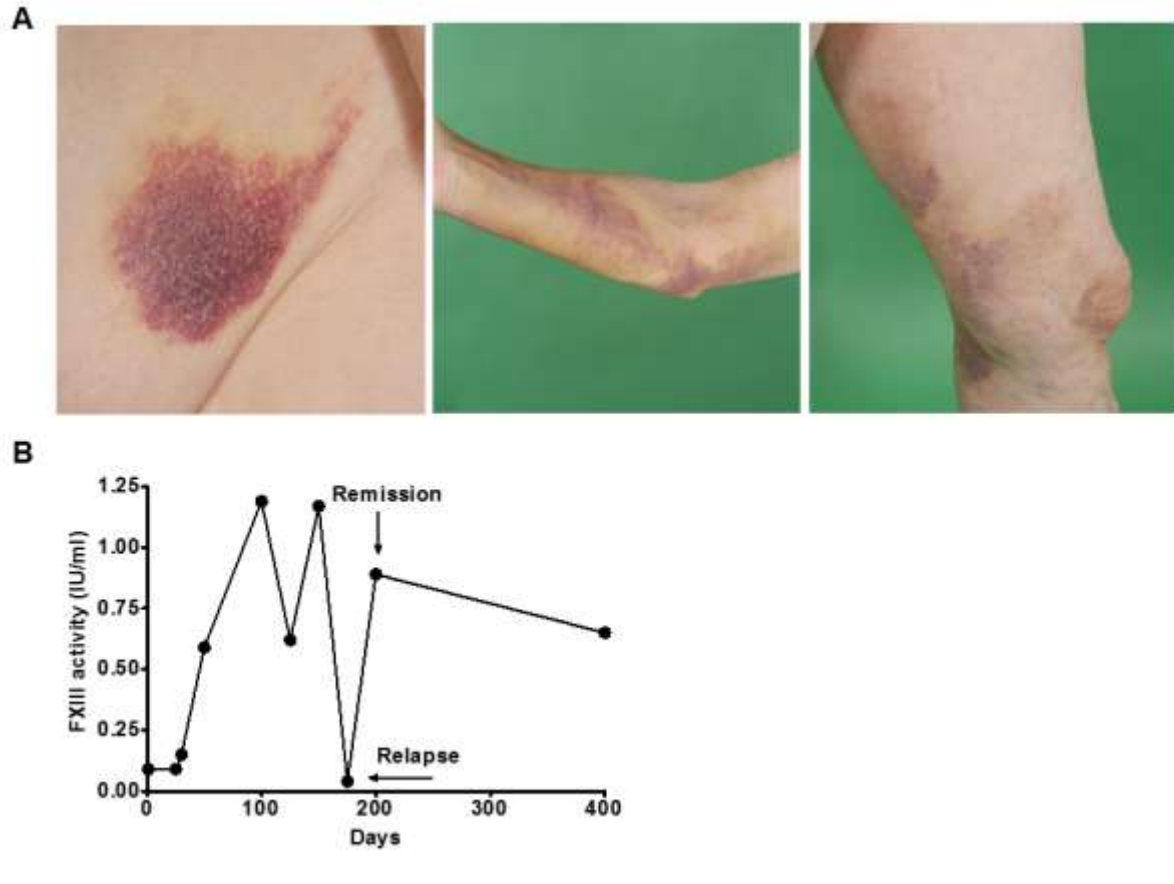 A
B
FXIII activity (IU/ml)
1.25
1.00
0.75
0.50
0.25
0.00
Remission
Relapse
0 100 200 300 400
Days